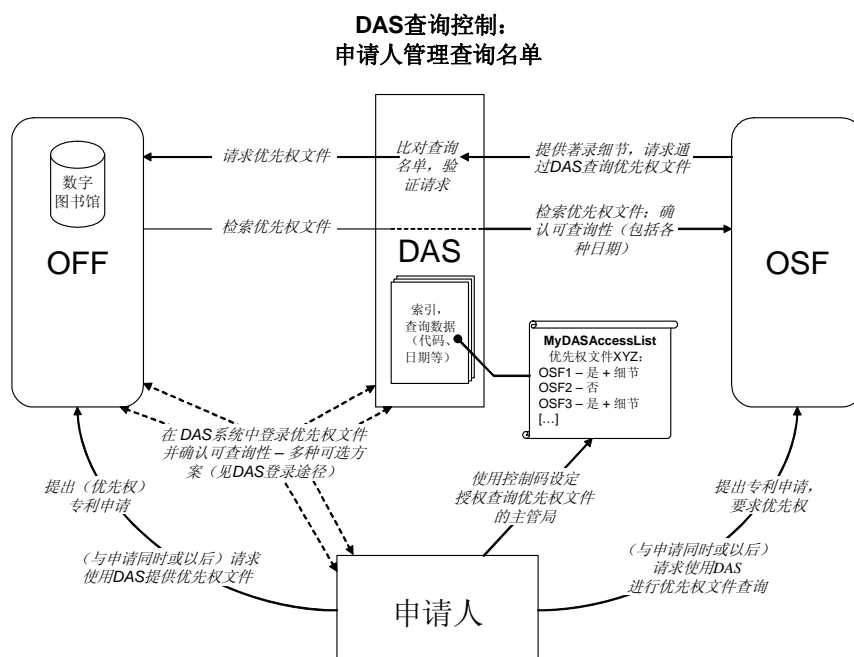 DAS查询控制：
申请人管理查询名单
数字
图书馆
OFF
请求优先权文件
比对查询
名单，验
证请求
提供著录细节，请求通
过DAS查询优先权文件
检索优先权文件
检索优先权文件；确
认可查询性（包括各
种日期）
DAS
OSF
索引，
查询数据
（代码、
日期等）
MyDASAccessList
优先权文件XYZ：
OSF1 – 是 + 细节
OSF2 – 否
OSF3 – 是 + 细节
[…]
在 DAS系统中登录优先权文件
并确认可查询性 – 多种可选方
案（见DAS登录途径）
提出（优先权）
专利申请
使用控制码设定
授权查询优先权文件
的主管局
提出专利申请，
要求优先权
（与申请同时或以后）请求
使用DAS提供优先权文件
（与申请同时或以后）
请求使用DAS
进行优先权文件查询
申请人